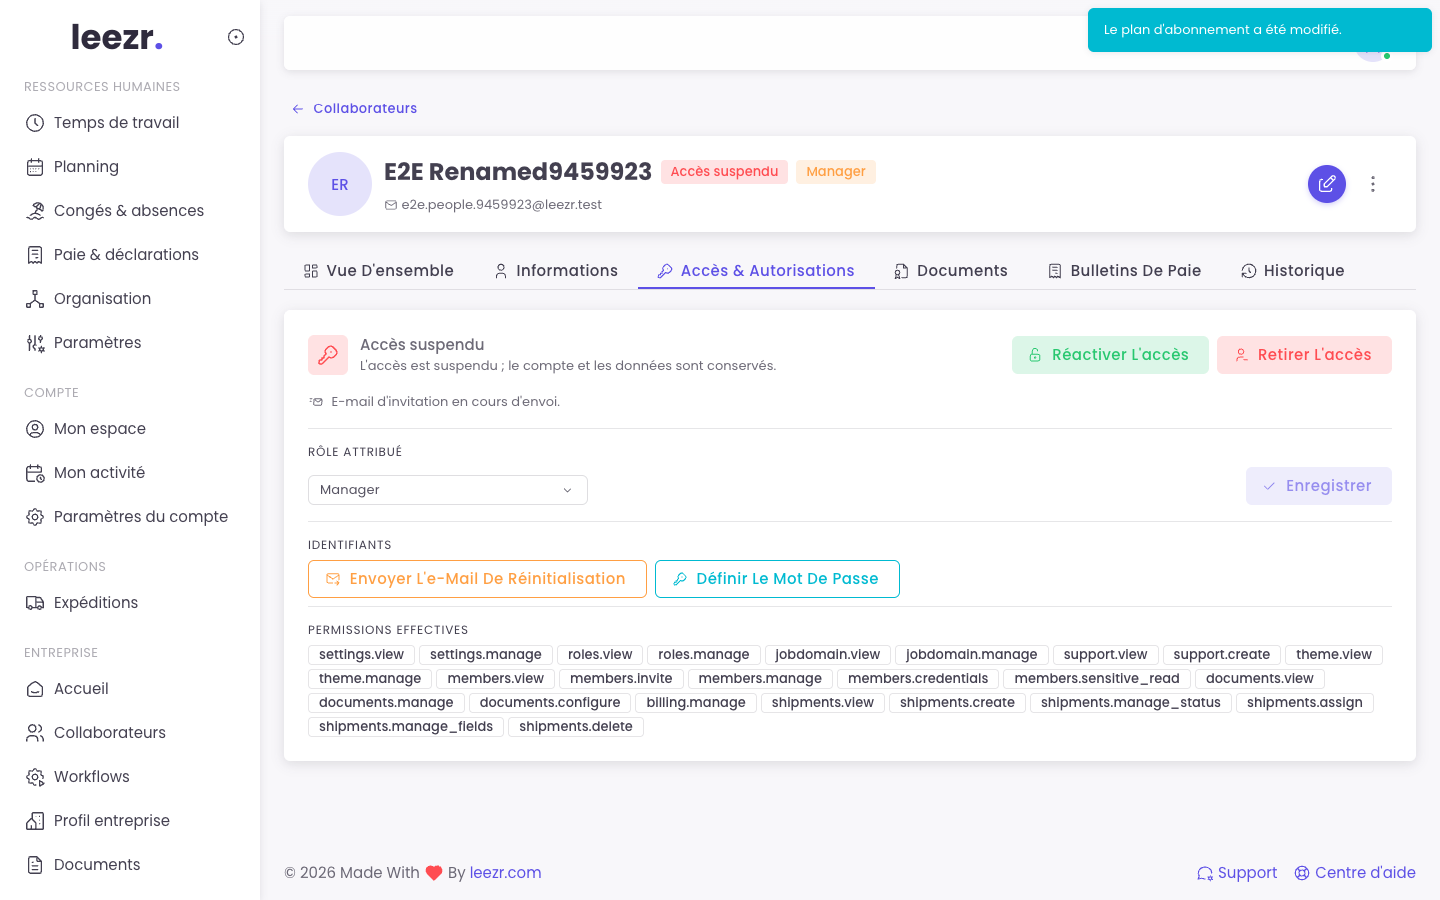 leezr.
Le plan d'abonnement a été modifié.
RESSOURCES HUMAINES
Temps de travail
Planning
Congés & absences
Paie & déclarations
Organisation
Paramètres
COMPTE
Mon espace
Mon activité
Paramètres du compte
OPÉRATIONS
Expéditions
ENTREPRISE
Accueil
Collaborateurs
Workflows
Profil entreprise
Documents
Collaborateurs
ER
E2E Renamed9459923 Accès suspendu Manager
e2e.people.9459923@leezr.test
Vue D'ensemble Informations Accès & Autorisations Documents Bulletins De Paie Historique
Accès suspendu
L'accès est suspendu ; le compte et les données sont conservés.
Réactiver L'accès Retirer L'accès
E-mail d'invitation en cours d'envoi.
RÔLE ATTRIBUÉ
Manager
Enregistrer
IDENTIFIANTS
Envoyer L'e-Mail De Réinitialisation Définir Le Mot De Passe
PERMISSIONS EFFECTIVES
settings.view settings.manage roles.view roles.manage jobdomain.view jobdomain.manage support.view support.create theme.view
theme.manage members.view members.invite members.manage members.credentials members.sensitive_read documents.view
documents.manage documents.configure billing.manage shipments.view shipments.create shipments.manage_status shipments.assign
shipments.manage_fields shipments.delete
© 2026 Made With By leezr.com
Support Centre d'aide